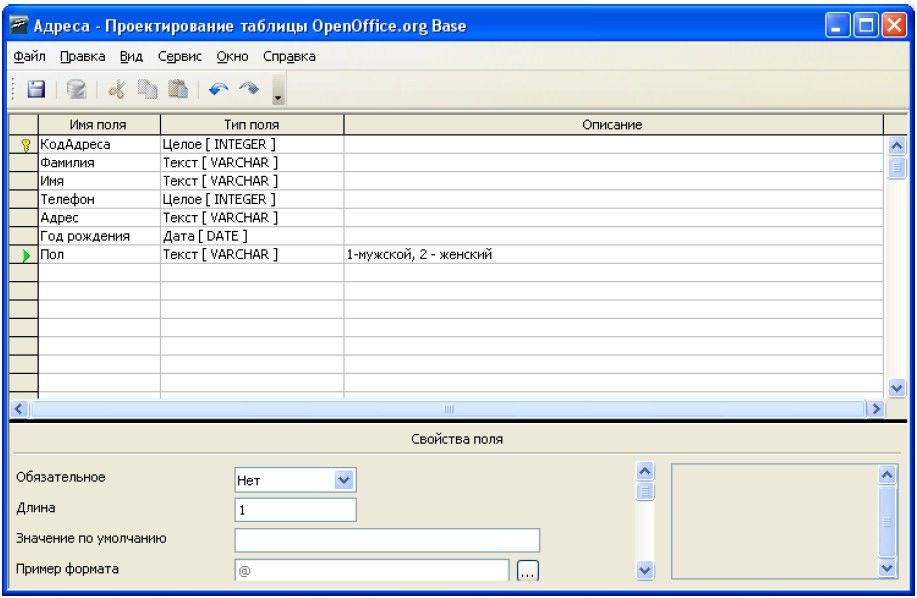 Адреса - Проектирование таблицы OpenOffice.org Base
Файл Правка Вид Сервис Окно Справка
Имя поля Тип поля Описание
КодАдреса Целое [ INTEGER ]
Фамилия Текст [ VARCHAR ]
Имя Текст [ VARCHAR ]
Телефон Целое [ INTEGER ]
Адрес Текст [ VARCHAR ]
Год рождения Дата [ DATE ]
Пол Текст [ VARCHAR ] 1-мужской, 2 - женский
Свойства поля
Обязательное Нет
Длина 1
Значение по умолчанию
Пример формата @ ...